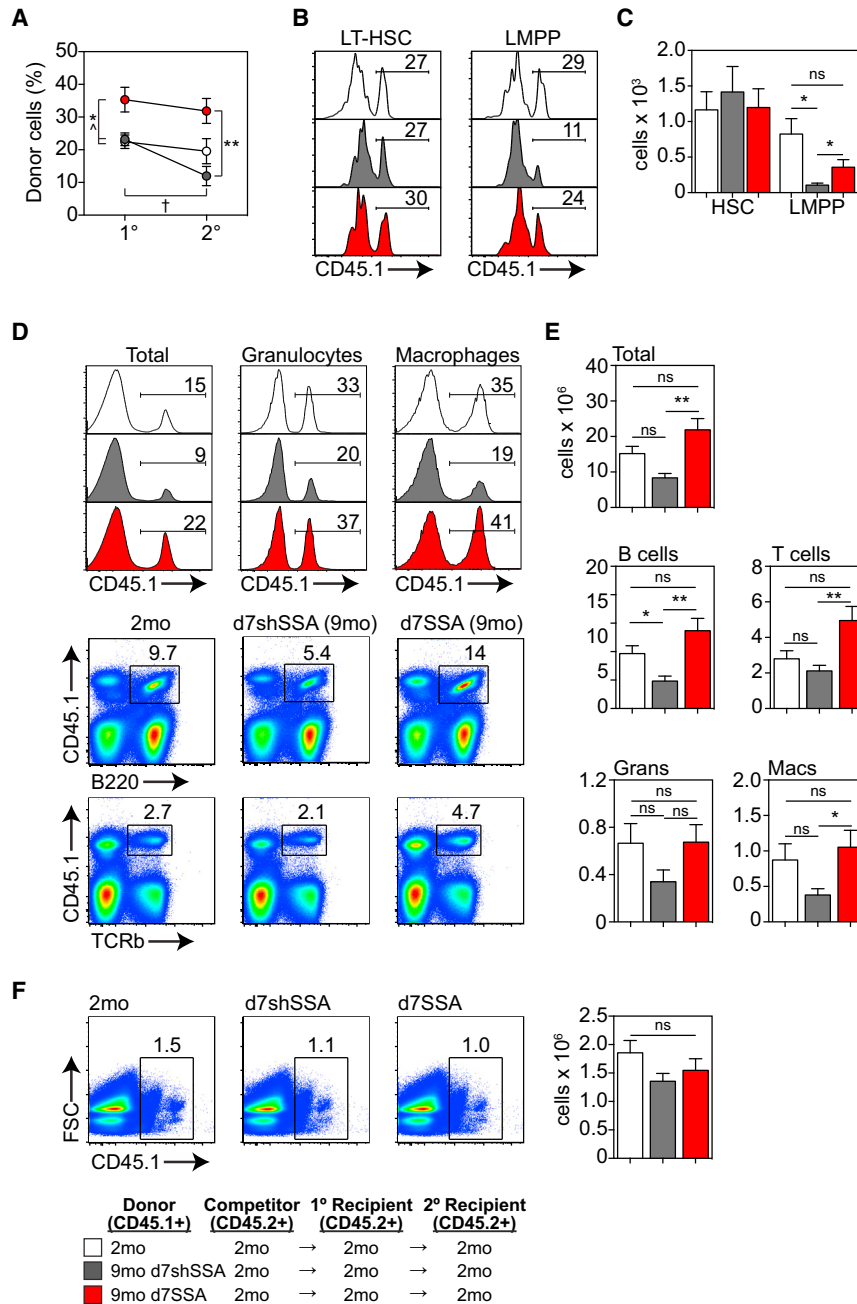 A
Donor cells (%)
50
40
30
20
10
0
*
^
**
†
1°
2°
B
LT-HSC
LMPP
27
29
27
11
30
24
CD45.1
CD45.1
C
cells x 10³
2.0
1.5
1.0
0.5
0
ns
*
*
HSC
LMPP
D
Total
Granulocytes
Macrophages
15
33
35
9
20
19
22
37
41
CD45.1
CD45.1
CD45.1
2mo
d7shSSA (9mo)
d7SSA (9mo)
9.7
5.4
14
CD45.1
B220
2.7
2.1
4.7
CD45.1
TCRb
E
Total
cells x 10⁶
40
30
20
10
0
ns
ns
**
B cells
20
15
10
5
0
ns
*
**
T cells
8
6
4
2
0
ns
ns
**
Grans
1.2
0.8
0.4
0
ns
ns
ns
Macs
2.0
1.5
1.0
0.5
0
ns
ns
*
F
2mo
d7shSSA
d7SSA
1.5
1.1
1.0
FSC
CD45.1
cells x 10⁶
2.5
2.0
1.5
1.0
0.5
0
ns
Donor Competitor 1º Recipient 2º Recipient
(CD45.1+) (CD45.2+) (CD45.2+) (CD45.2+)
2mo 2mo → 2mo → 2mo
9mo d7shSSA 2mo → 2mo → 2mo
9mo d7SSA 2mo → 2mo → 2mo